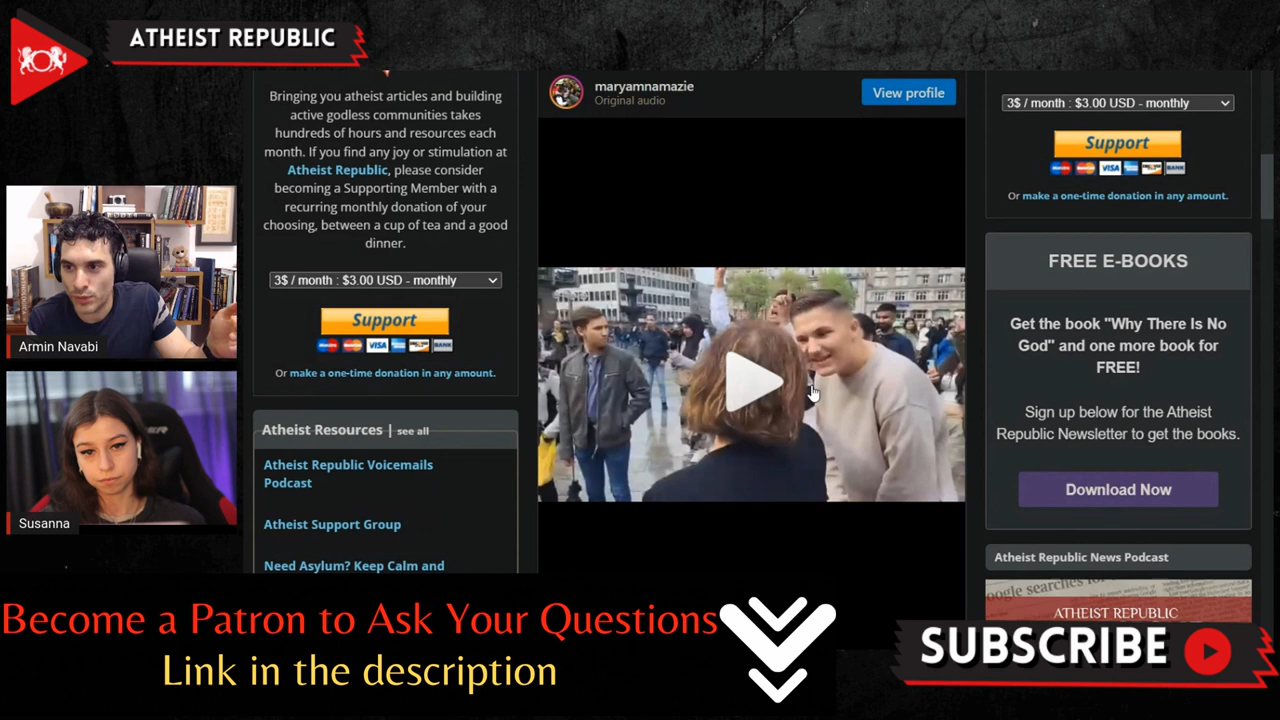 ATHEIST REPUBLIC
Bringing you atheist articles and building
active godless communities takes
hundreds of hours and resources each
month. If you find any joy or stimulation at
Atheist Republic, please consider
becoming a Supporting Member with a
recurring monthly donation of your
choosing, between a cup of tea and a good
dinner.
3$ / month : $3.00 USD - monthly
Support
VISA
BANK
Or make a one-time donation in any amount.
Atheist Resources | see all
Atheist Republic Voicemails
Podcast
Atheist Support Group
Need Asylum? Keep Calm and
maryamnamazie
Original audio
View profile
3$ / month : $3.00 USD - monthly
Support
VISA
BANK
Or make a one-time donation in any amount.
FREE E-BOOKS
Get the book "Why There Is No
God" and one more book for
FREE!
Sign up below for the Atheist
Republic Newsletter to get the books.
Download Now
Atheist Republic News Podcast
ATHEIST REPUBLIC
Armin Navabi
Susanna
Become a Patron to Ask Your Questions
Link in the description
SUBSCRIBE